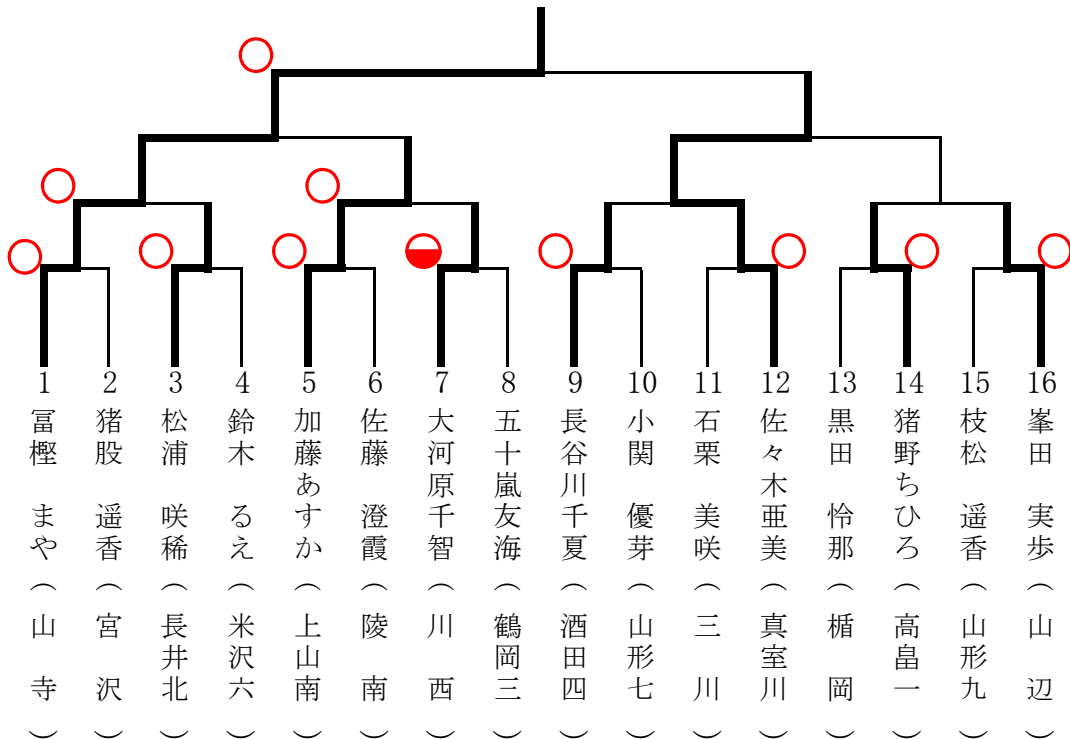 1 冨樫 まや（山寺）
2 猪股 遥香（宮沢）
3 松浦 咲稀（長井北）
4 鈴木 るえ（米沢六）
5 加藤あすか（上山南）
6 佐藤 澄霞（陵南）
7 大河原千智（川西）
8 五十嵐友海（鶴岡三）
9 長谷川千夏（酒田四）
10 小関 優芽（山形七）
11 石栗 美咲（三川）
12 佐々木亜美（真室川）
13 黒田 怜那（楯岡）
14 猪野ちひろ（高畠一）
15 枝松 遥香（山形九）
16 峯田 実歩（山辺）